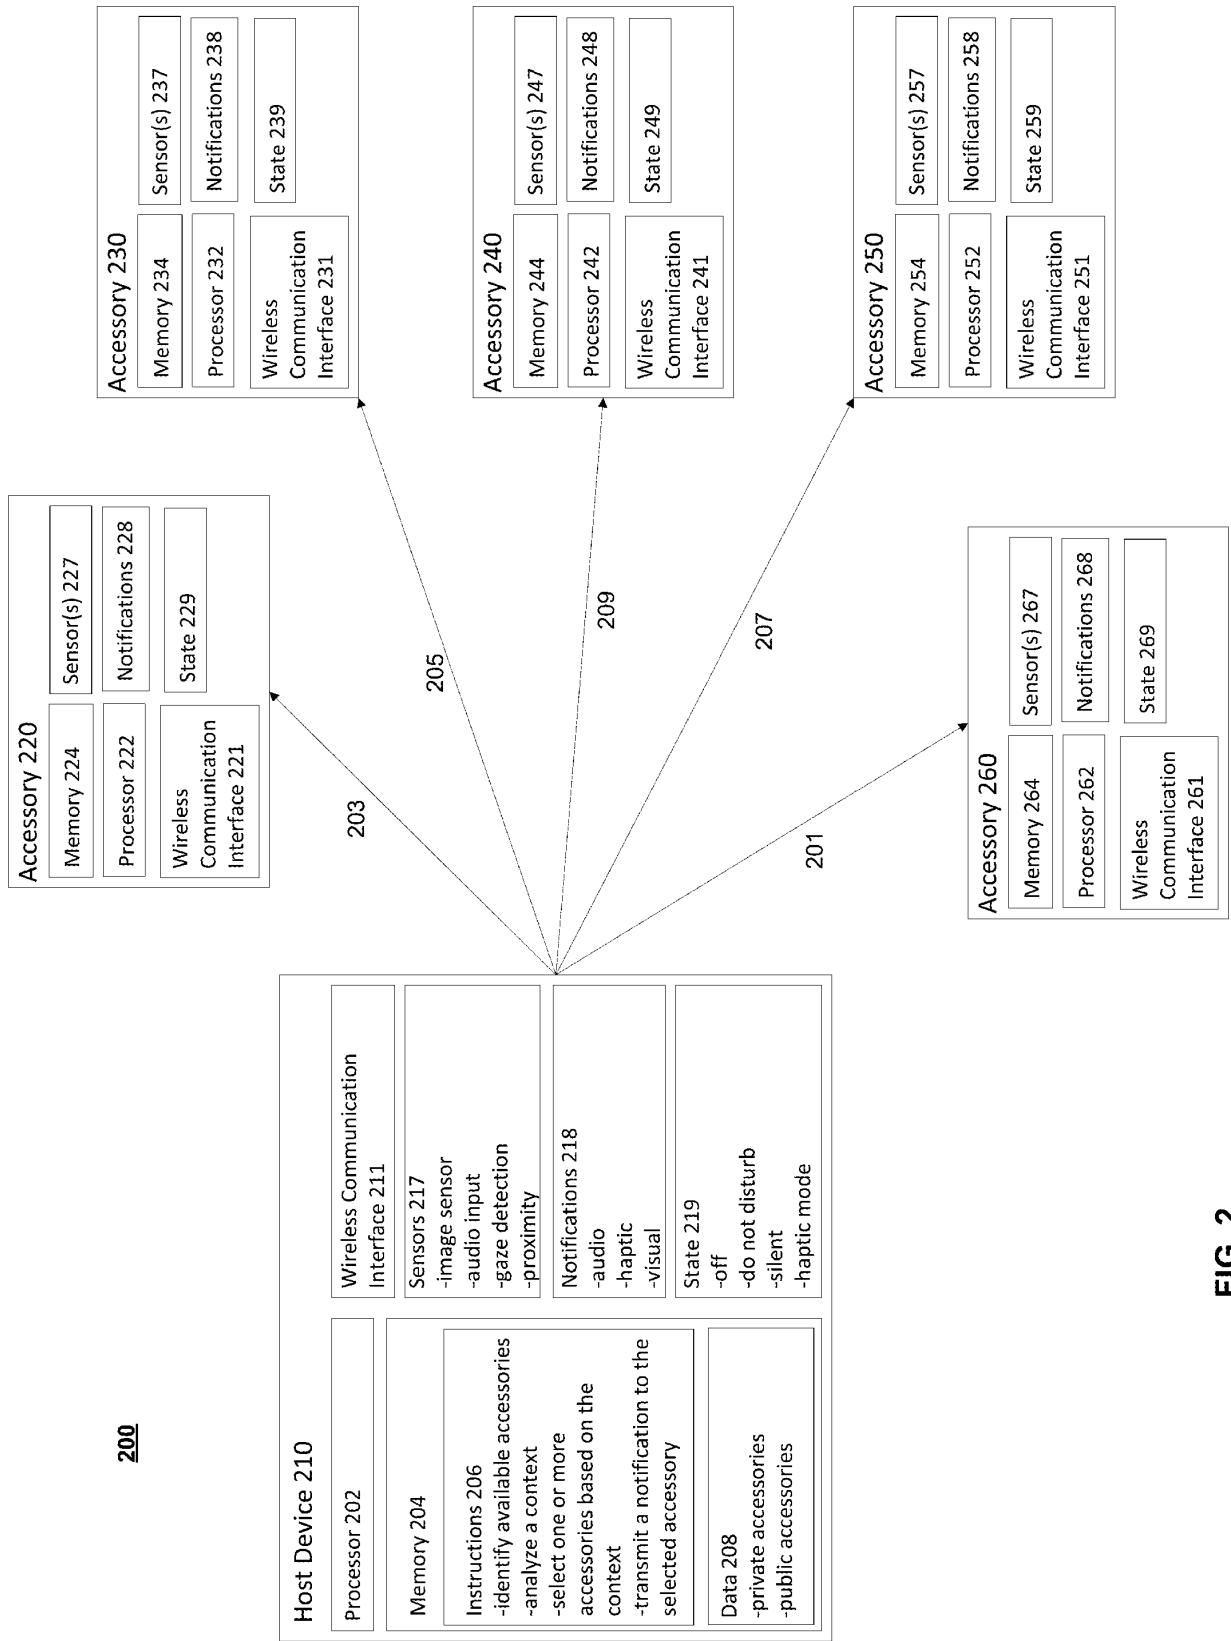 200
Host Device 210
Processor 202
Memory 204
Instructions 206
-identify available accessories
-analyze a context
-select one or more
accessories based on the
context
-transmit a notification to the
selected accessory
Data 208
-private accessories
-public accessories
Wireless Communication
Interface 211
Sensors 217
-image sensor
-audio input
-gaze detection
-proximity
Notifications 218
-audio
-haptic
-visual
State 219
-off
-do not disturb
-silent
-haptic mode
203
205
209
207
201
Accessory 220
Memory 224
Sensor(s) 227
Processor 222
Notifications 228
Wireless
Communication
Interface 221
State 229
Accessory 230
Memory 234
Sensor(s) 237
Processor 232
Notifications 238
Wireless
Communication
Interface 231
State 239
Accessory 240
Memory 244
Sensor(s) 247
Processor 242
Notifications 248
Wireless
Communication
Interface 241
State 249
Accessory 250
Memory 254
Sensor(s) 257
Processor 252
Notifications 258
Wireless
Communication
Interface 251
State 259
Accessory 260
Memory 264
Sensor(s) 267
Processor 262
Notifications 268
Wireless
Communication
Interface 261
State 269
FIG. 2